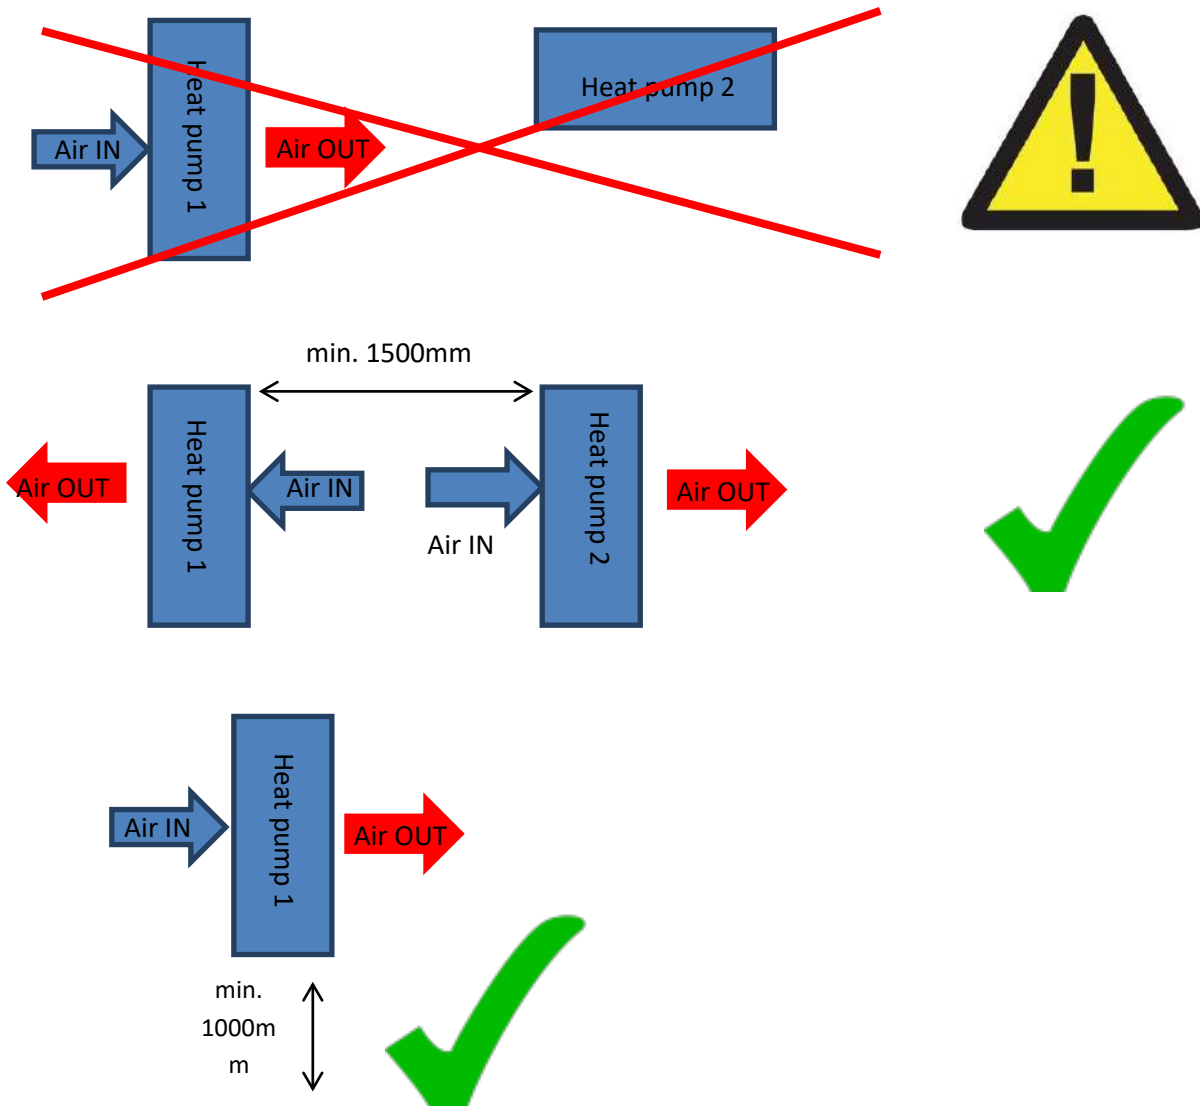 Heat pump 1
Heat pump 2
Air IN
Air OUT
!
min. 1500mm
Heat pump 1
Heat pump 2
Air OUT
Air IN
Air OUT
Air IN
Heat pump 1
Air IN
Air OUT
min.
1000m
m